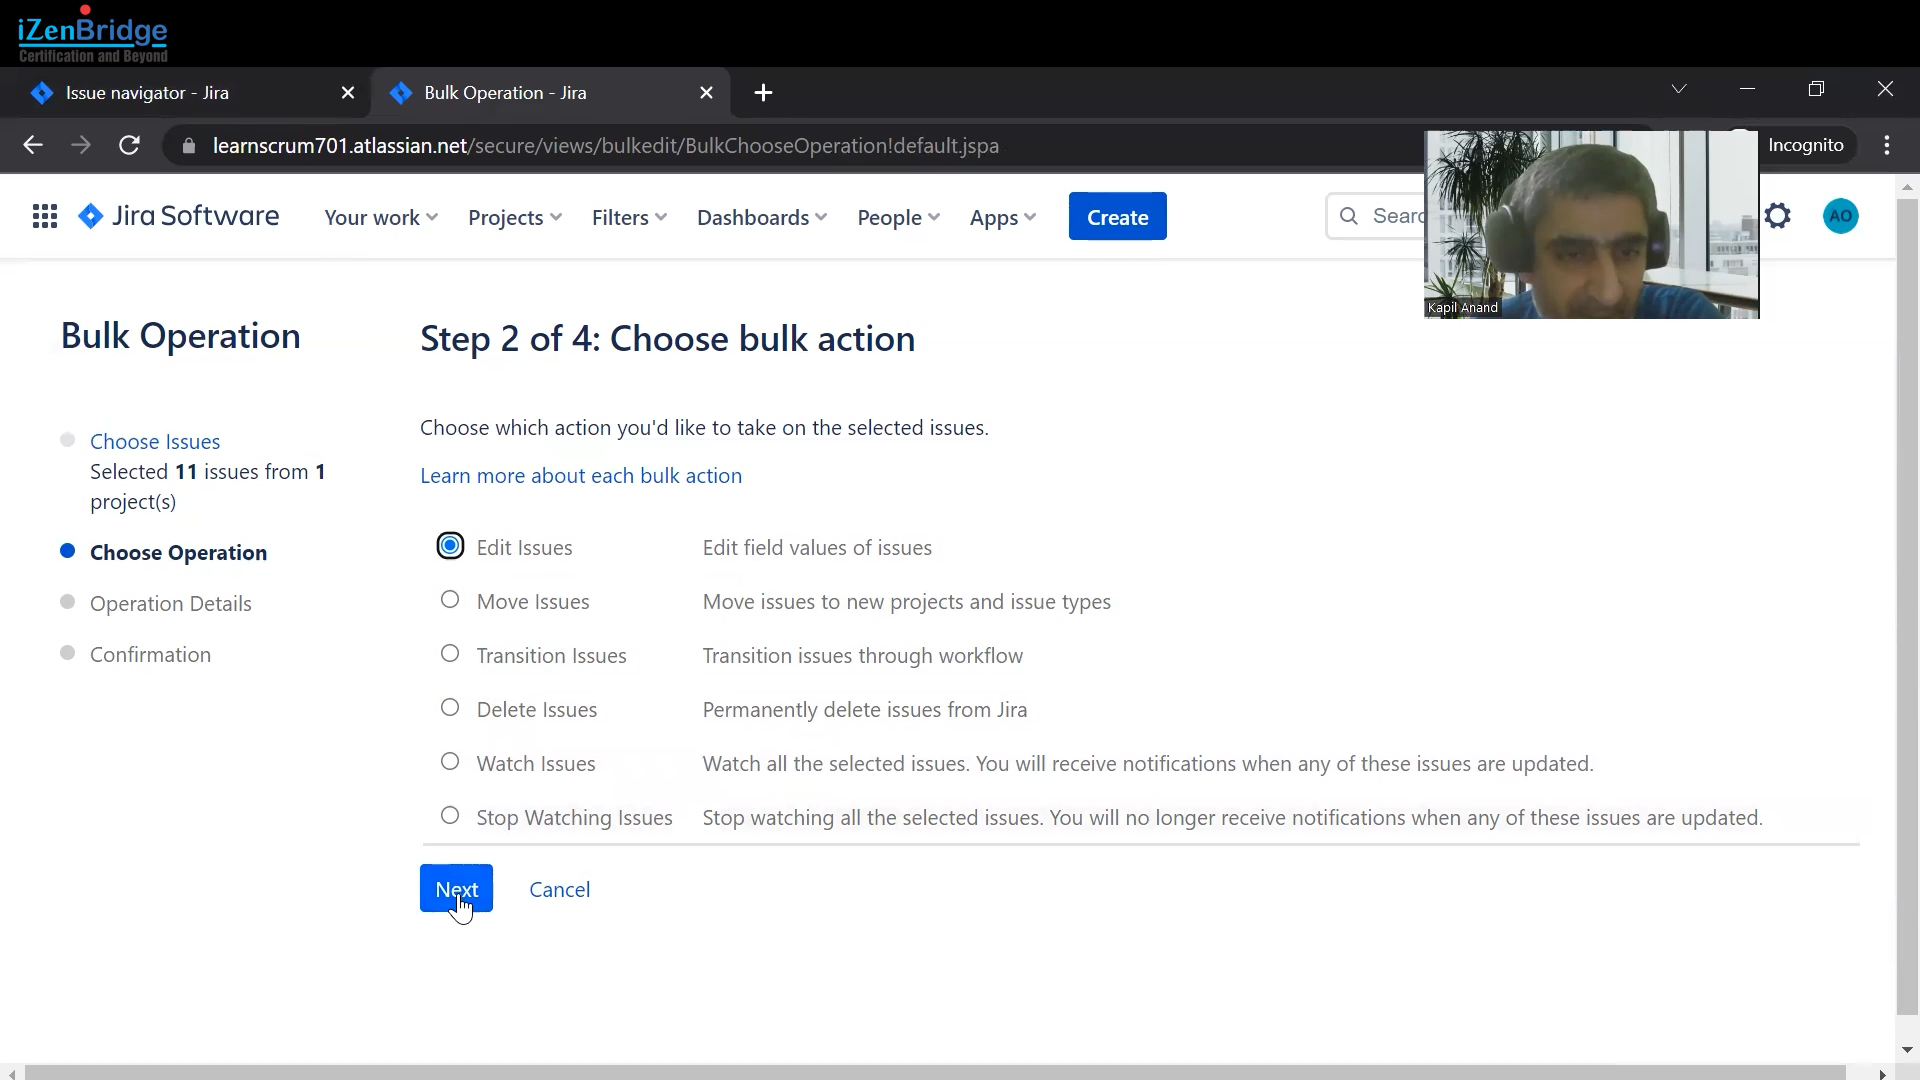 iZenBridge
Certification and Beyond
Issue navigator - Jira
Bulk Operation - Jira
learnscrum701.atlassian.net/secure/views/bulkedit/BulkChooseOperation!default.jspa
Incognito
Jira Software
Your work
Projects
Filters
Dashboards
People
Apps
Create
Searc
AO
Kapil Anand
Bulk Operation
Step 2 of 4: Choose bulk action
Choose Issues
Selected 11 issues from 1
project(s)
Choose Operation
Operation Details
Confirmation
Choose which action you'd like to take on the selected issues.
Learn more about each bulk action
Edit Issues Edit field values of issues
Move Issues Move issues to new projects and issue types
Transition Issues Transition issues through workflow
Delete Issues Permanently delete issues from Jira
Watch Issues Watch all the selected issues. You will receive notifications when any of these issues are updated.
Stop Watching Issues Stop watching all the selected issues. You will no longer receive notifications when any of these issues are updated.
Next Cancel